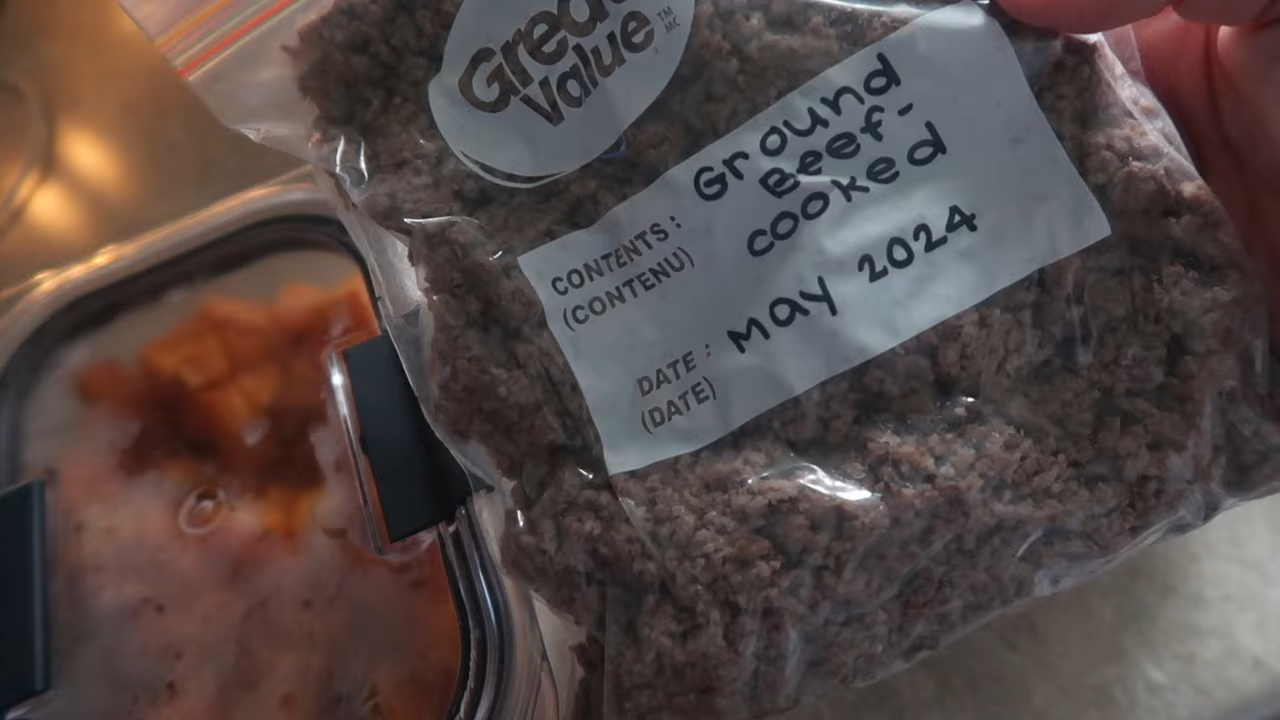 Great
Value
TM
MC
CONTENTS:
(CONTENU)
Ground
Beef-
cooked
DATE:
(DATE)
may 2024